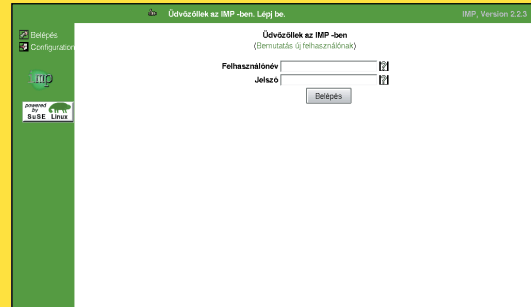 Üdvözöllek az IMP -ben. Lépj be.
IMP, Version 2.2.3
Belépés
Configuration
imp
powered
by
SuSE Linux
Üdvözöllek az IMP -ben
(Bemutatás új felhasználónak)
Felhasználónév
Jelszó
Belépés